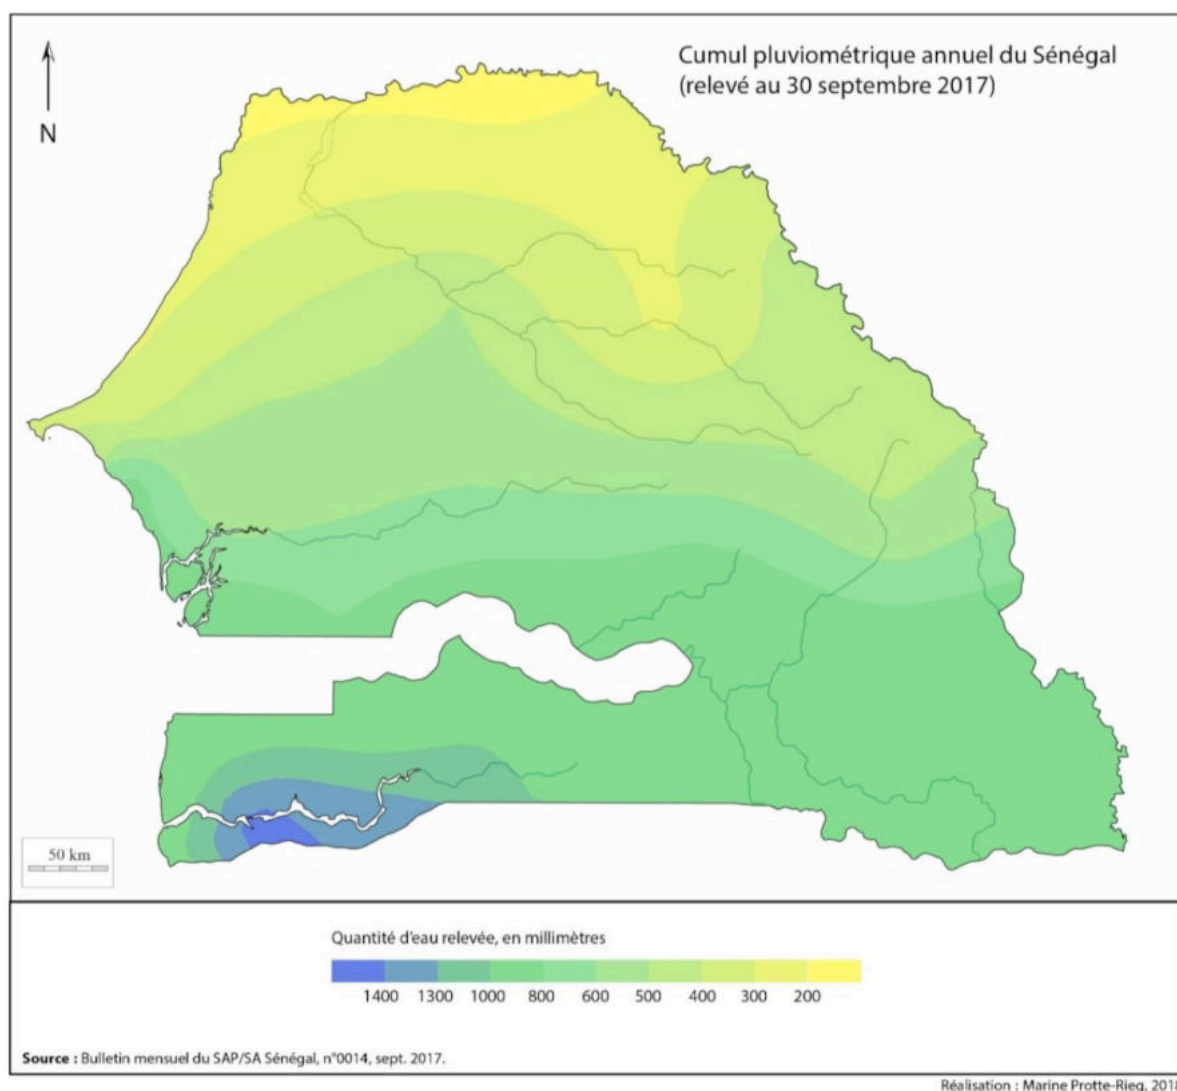 Cumul pluviométrique annuel du Sénégal
(relevé au 30 septembre 2017)
N
50 km
Quantité d'eau relevée, en millimètres
1400 1300 1000 800 600 500 400 300 200
Source : Bulletin mensuel du SAP/SA Sénégal, n°0014, sept. 2017.
Réalisation : Marine Protte-Rieg, 2018